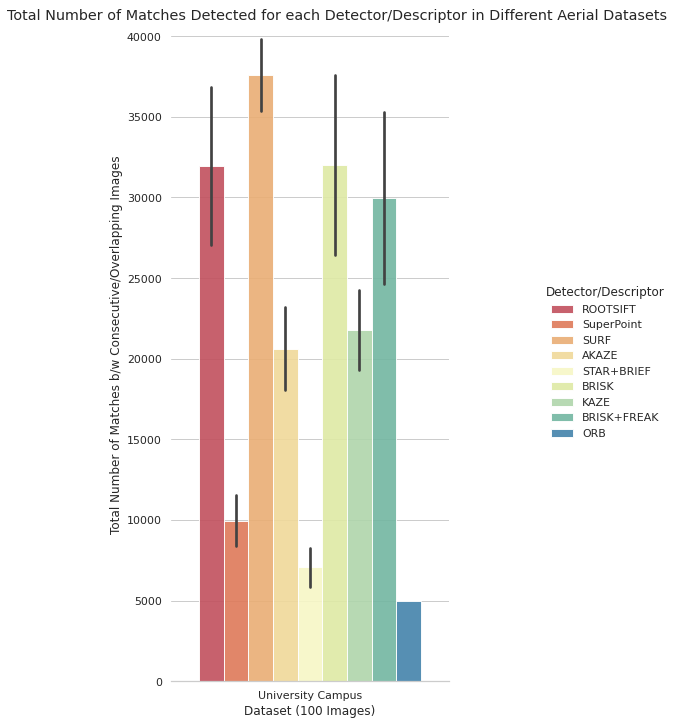 Total Number of Matches Detected for each Detector/Descriptor in Different Aerial Datasets
Total Number of Matches b/w Consecutive/Overlapping Images
40000
35000
30000
25000
20000
15000
10000
5000
0
University Campus
Dataset (100 Images)
Detector/Descriptor
ROOTSIFT
SuperPoint
SURF
AKAZE
STAR+BRIEF
BRISK
KAZE
BRISK+FREAK
ORB